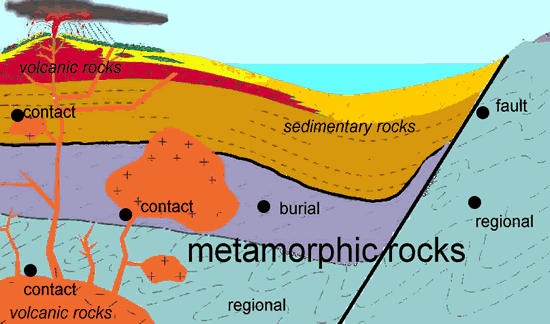 volcanic rocks
contact
fault
sedimentary rocks
contact
burial
regional
metamorphic rocks
contact
regional
volcanic rocks